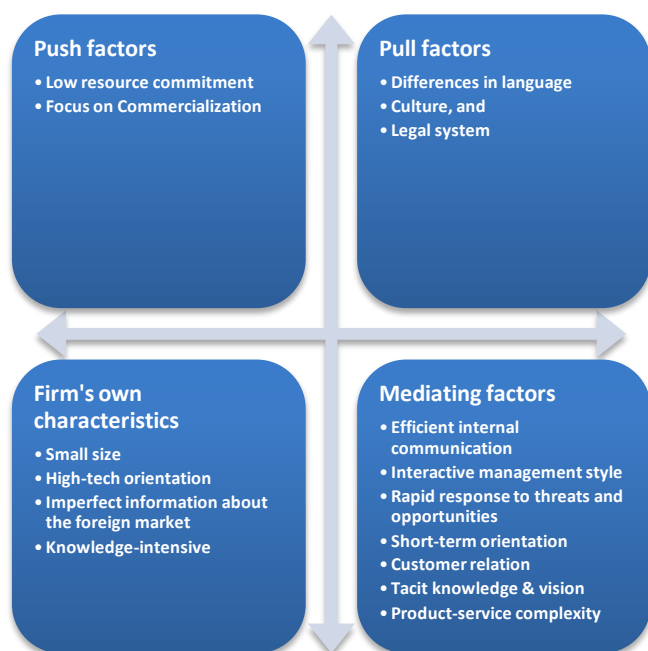 Push factors
• Low resource commitment
• Focus on Commercialization
Pull factors
• Differences in language
• Culture, and
• Legal system
Firm's own
characteristics
• Small size
• High-tech orientation
• Imperfect information about
the foreign market
• Knowledge-intensive
Mediating factors
• Efficient internal
communication
• Interactive management style
• Rapid response to threats and
opportunities
• Short-term orientation
• Customer relation
• Tacit knowledge & vision
• Product-service complexity